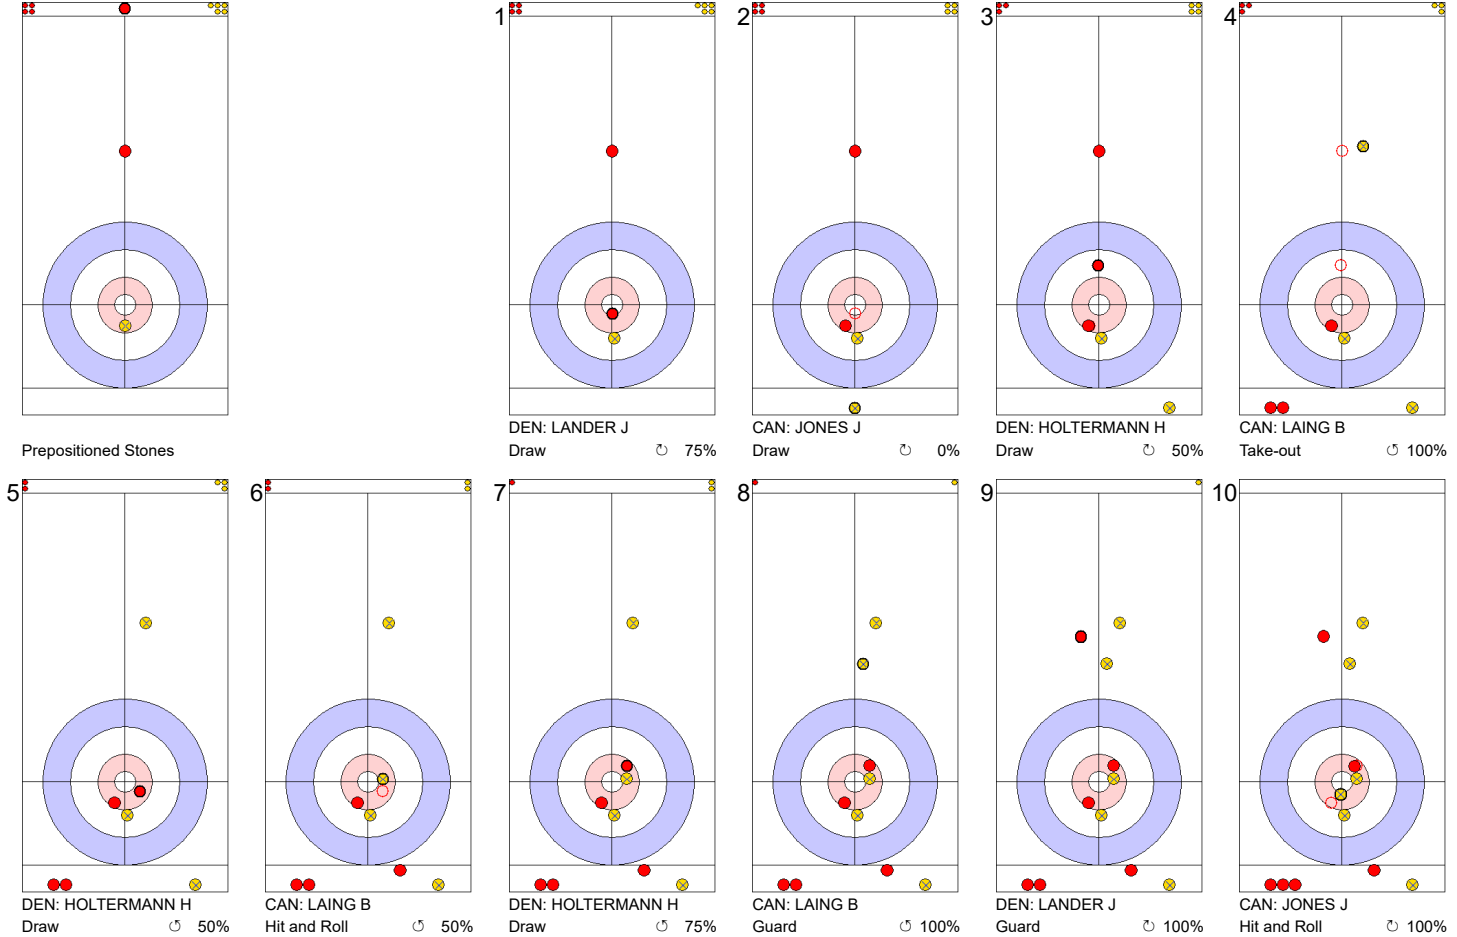 Prepositioned Stones
1
DEN: LANDER J
Draw ↻ 75%
2
CAN: JONES J
Draw ↻ 0%
3
DEN: HOLTERMANN H
Draw ↻ 50%
4
CAN: LAING B
Take-out ↺ 100%
5
DEN: HOLTERMANN H
Draw ↺ 50%
6
CAN: LAING B
Hit and Roll ↺ 50%
7
DEN: HOLTERMANN H
Draw ↺ 75%
8
CAN: LAING B
Guard ↺ 100%
9
DEN: LANDER J
Guard ↺ 100%
10
CAN: JONES J
Hit and Roll ↺ 100%